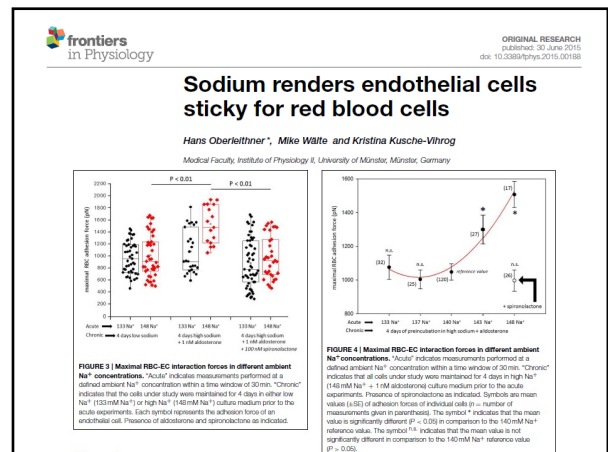 frontiers
in Physiology
ORIGINAL RESEARCH
published: 30 June 2015
doi: 10.3389/fphys.2015.00188
Sodium renders endothelial cells
sticky for red blood cells
Hans Oberleithner*, Mike Wälte and Kristina Kusche-Vihrog
Medical Faculty, Institute of Physiology II, University of Münster, Münster, Germany
P < 0.01
P < 0.01
maximal RBC adhesion force (pN)
2200
2000
1800
1600
1400
1200
1000
800
600
400
200
0
Acute 133 Na⁺ 148 Na⁺ 133 Na⁺ 148 Na⁺ 133 Na⁺ 148 Na⁺
Chronic 4 days low sodium 4 days high sodium 4 days high sodium
+ 1 nM aldosterone + 1 nM aldosterone
+ 100 nM spironolactone
FIGURE 3 | Maximal RBC-EC interaction forces in different ambient
Na⁺ concentrations. "Acute" indicates measurements performed at a
defined ambient Na⁺ concentration within a time window of 30 min. "Chronic"
indicates that the cells under study were maintained for 4 days in either low
Na⁺ (133 mM Na⁺) or high Na⁺ (148 mM Na⁺) culture medium prior to the
acute experiments. Each symbol represents the adhesion force of an
endothelial cell. Presence of aldosterone and spironolactone as indicated.
maximal RBC adhesion force (pN)
1600
1400
1200
1000
800
(17)
*
*
(27)
n.s.
(32)
n.s.
(25)
(120)
reference value
n.s.
(26)
+ spironolactone
Acute 133 Na⁺ 137 Na⁺ 140 Na⁺ 143 Na⁺ 148 Na⁺
Chronic 4 days of preincubation in high sodium + aldosterone
FIGURE 4 | Maximal RBC-EC interaction forces in different ambient
Na⁺ concentrations. "Acute" indicates measurements performed at a
defined ambient Na⁺ concentration within a time window of 30 min. "Chronic"
indicates that all cells under study were maintained for 4 days in high Na⁺
(148 mM Na⁺ + 1 nM aldosterone) culture medium prior to the acute
experiments. Presence of spironolactone as indicated. Symbols are mean
values (±SE) of adhesion forces of individual cells (n = number of
measurements given in parenthesis). The symbol * indicates that the mean
value is significantly different (P < 0.05) in comparison to the 140 mM Na⁺
reference value. The symbol n.s. indicates that the mean value is not
significantly different in comparison to the 140 mM Na⁺ reference value
(P > 0.05).